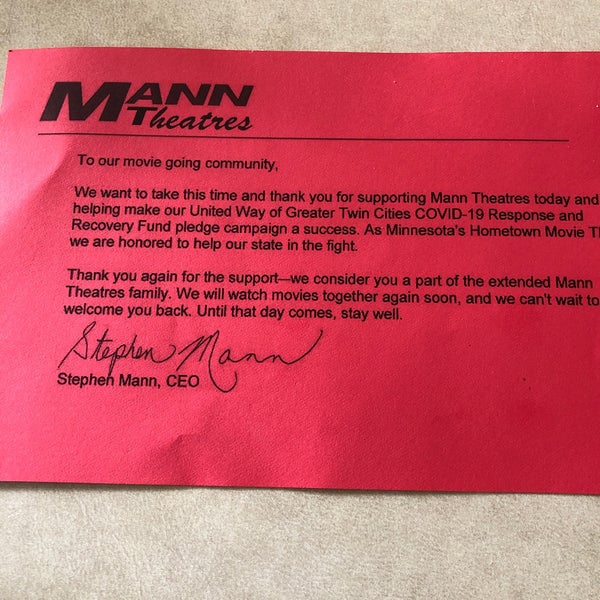 MANN
Theatres
To our movie going community,
We want to take this time and thank you for supporting Mann Theatres today and
helping make our United Way of Greater Twin Cities COVID-19 Response and
Recovery Fund pledge campaign a success. As Minnesota's Hometown Movie
we are honored to help our state in the fight.
Thank you again for the support—we consider you a part of the extended Mann
Theatres family. We will watch movies together again soon, and we can't wait to
welcome you back. Until that day comes, stay well.
Stephen Mann
Stephen Mann, CEO